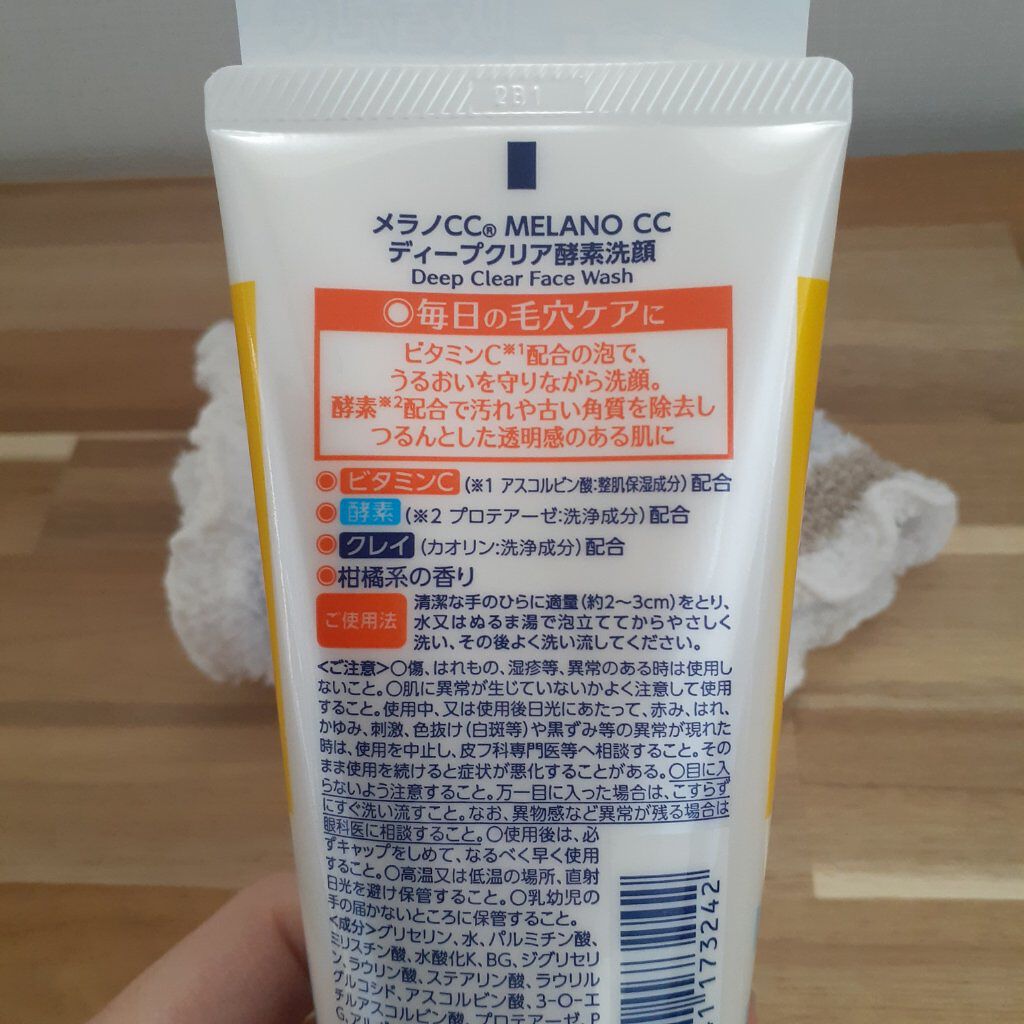 2B1
メラノCC® MELANO CC
ディープクリア酵素洗顔
Deep Clear Face Wash
◉毎日の毛穴ケアに
ビタミンC※1配合の泡で、
うるおいを守りながら洗顔。
酵素※2配合で汚れや古い角質を除去し
つるんとした透明感のある肌に
◉ビタミンC(※1 アスコルビン酸:整肌保湿成分)配合
◉酵素(※2 プロテアーゼ:洗浄成分)配合
◉クレイ(カオリン:洗浄成分)配合
◉柑橘系の香り
ご使用法
清潔な手のひらに適量(約2〜3cm)をとり、
水又はぬるま湯で泡立ててからやさしく
洗い、その後よく洗い流してください。
<ご注意>○傷、はれもの、湿疹等、異常のある時は使用し
ないこと。○肌に異常が生じていないかよく注意して使用
すること。使用中、又は使用後日光にあたって、赤み、はれ、
かゆみ、刺激、色抜け(白斑等)や黒ずみ等の異常が現れた
時は、使用を中止し、皮フ科専門医等へ相談すること。その
まま使用を続けると症状が悪化することがある。○目に入
らないよう注意すること。万一目に入った場合は、こすらず
にすぐ洗い流すこと。なお、異物感など異常が残る場合は
眼科医に相談すること。○使用後は、必
ずキャップをしめて、なるべく早く使用
すること。○高温又は低温の場所、直射
日光を避け保管すること。○乳幼児の
手の届かないところに保管すること。
<成分>グリセリン、水、パルミチン酸、
ミリスチン酸、水酸化K、BG、ジグリセリ
ン、ラウリン酸、ステアリン酸、ラウリル
グルコシド、アスコルビン酸、3-O-エ
チルアスコルビン酸、プロテアーゼ、P
173242